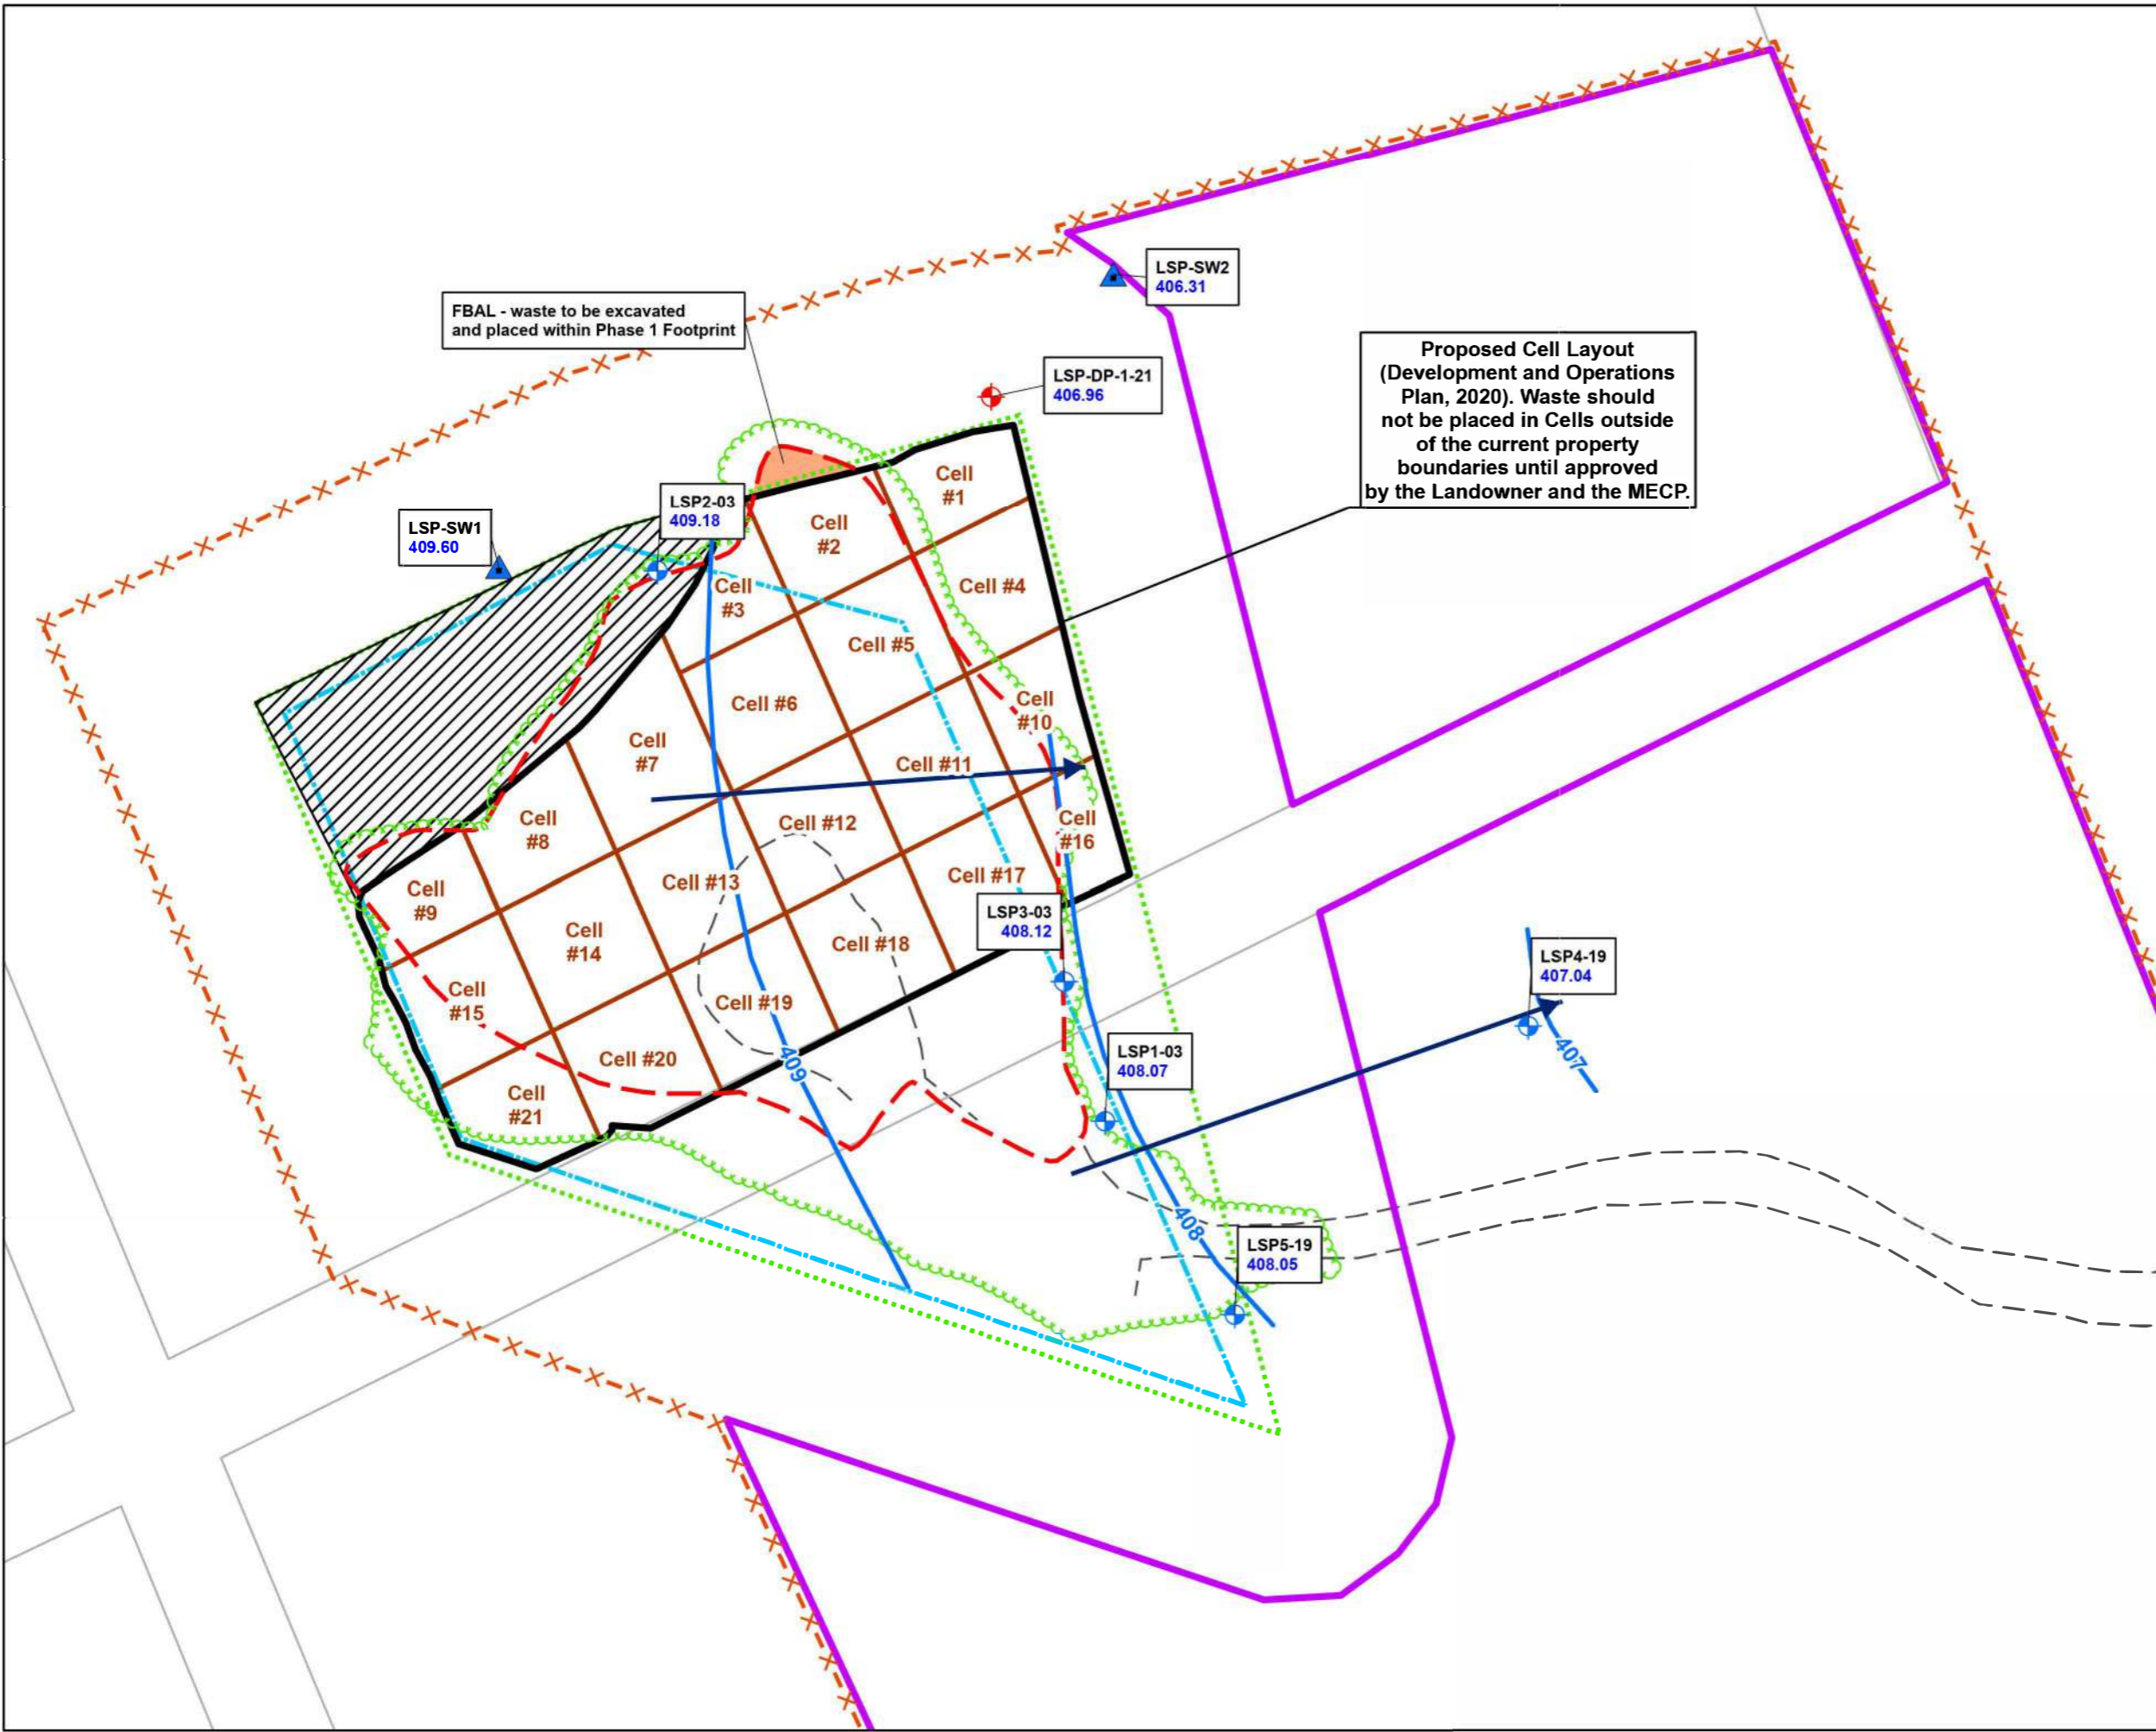 LSP-SW2
406.31
FBAL - waste to be excavated
and placed within Phase 1 Footprint
Proposed Cell Layout
(Development and Operations
Plan, 2020). Waste should
not be placed in Cells outside
of the current property
boundaries until approved
by the Landowner and the MECP.
LSP-DP-1-21
406.96
LSP2-03
409.18
LSP-SW1
409.60
Cell
#1
Cell
#2
Cell
#3
Cell #4
Cell #5
Cell #6
Cell
#7
Cell
#8
Cell
#9
Cell
#10
Cell #11
Cell #12
Cell #13
Cell
#14
Cell
#15
Cell
#16
Cell #17
Cell #18
Cell #19
Cell #20
Cell
#21
LSP3-03
408.12
LSP4-19
407.04
LSP1-03
408.07
LSP5-19
408.05
409
408
407